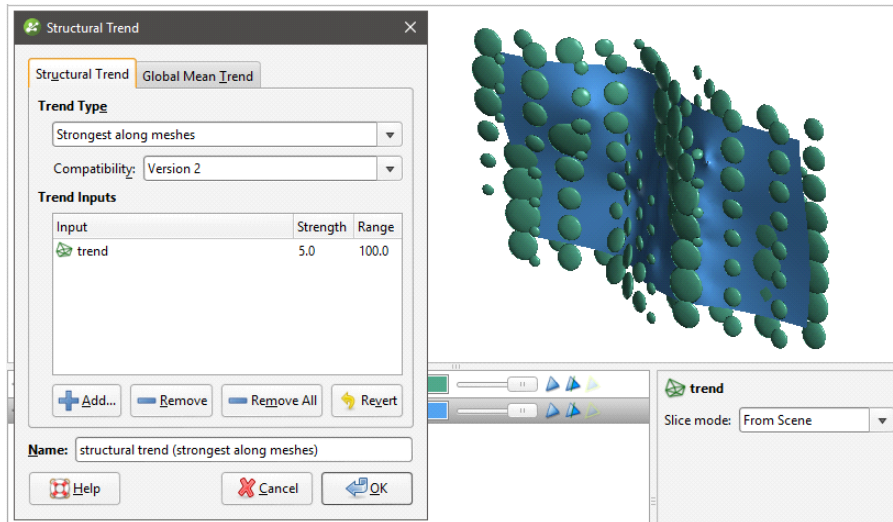 Structural Trend
Structural Trend Global Mean Trend
Trend Type
Strongest along meshes
Compatibility: Version 2
Trend Inputs
Input Strength Range
trend 5.0 100.0
Add... Remove Remove All Revert
Name: structural trend (strongest along meshes)
Help Cancel OK
trend
Slice mode: From Scene